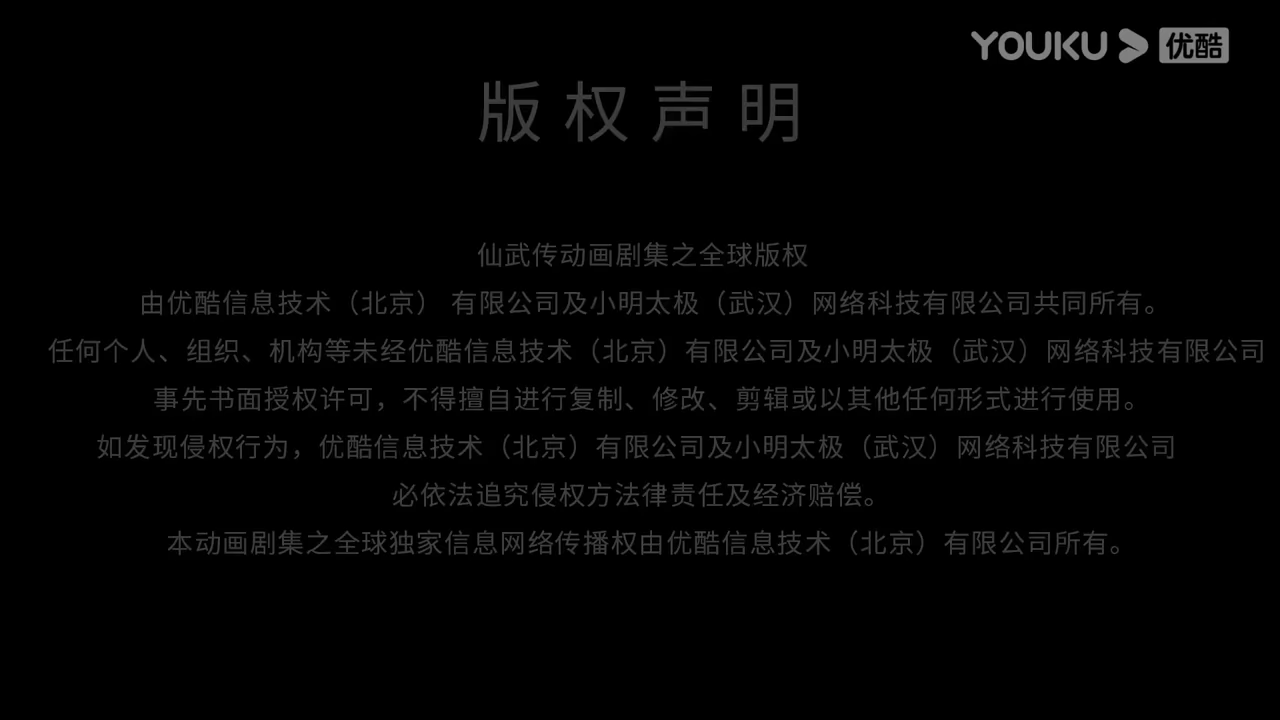 YOUKU 优酷
版权声明
仙武传动画剧集之全球版权
由优酷信息技术（北京） 有限公司及小明太极（武汉）网络科技有限公司共同所有。
任何个人、组织、机构等未经优酷信息技术（北京）有限公司及小明太极（武汉）网络科技有限公司
事先书面授权许可，不得擅自进行复制、修改、剪辑或以其他任何形式进行使用。
如发现侵权行为，优酷信息技术（北京）有限公司及小明太极（武汉）网络科技有限公司
必依法追究侵权方法律责任及经济赔偿。
本动画剧集之全球独家信息网络传播权由优酷信息技术（北京）有限公司所有。